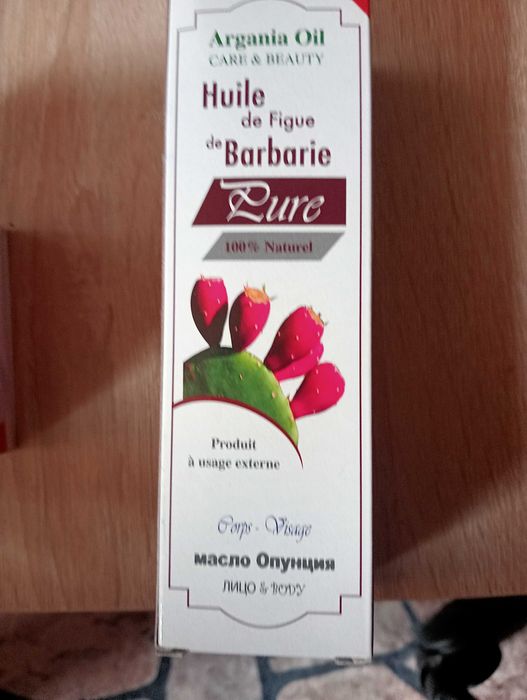 Argania Oil
CARE & BEAUTY
Huile
de Figue
de Barbarie
Pure
100% Naturel
Produit
à usage externe
Corps - Visage
масло Опунция
ЛИЦО & BODY